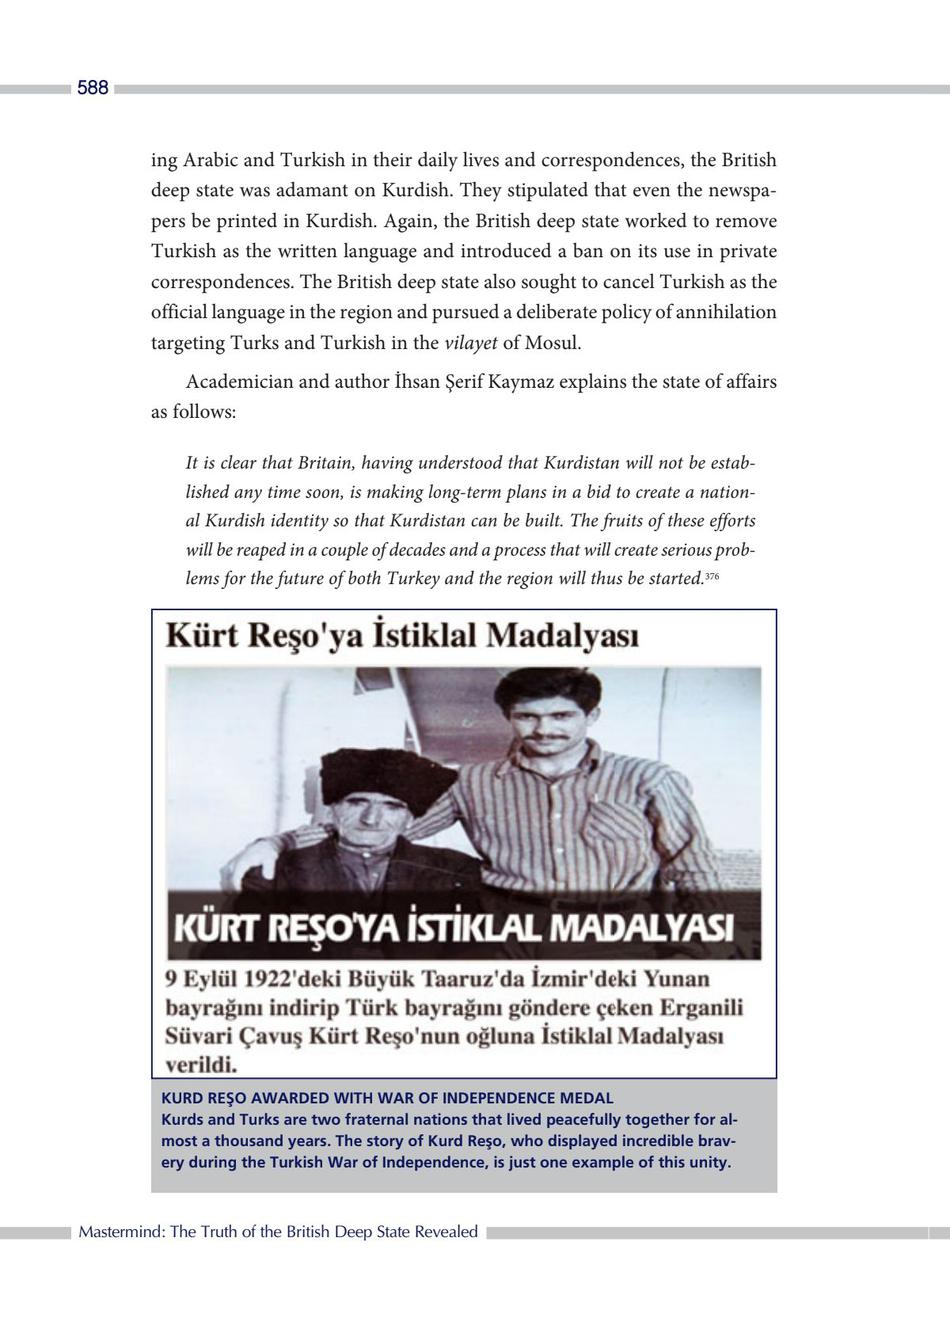 588
ing Arabic and Turkish in their daily lives and correspondences, the British
deep state was adamant on Kurdish. They stipulated that even the newspa-
pers be printed in Kurdish. Again, the British deep state worked to remove
Turkish as the written language and introduced a ban on its use in private
correspondences. The British deep state also sought to cancel Turkish as the
official language in the region and pursued a deliberate policy of annihilation
targeting Turks and Turkish in the vilayet of Mosul.
Academician and author İhsan Şerif Kaymaz explains the state of affairs
as follows:
It is clear that Britain, having understood that Kurdistan will not be estab-
lished any time soon, is making long-term plans in a bid to create a nation-
al Kurdish identity so that Kurdistan can be built. The fruits of these efforts
will be reaped in a couple of decades and a process that will create serious prob-
lems for the future of both Turkey and the region will thus be started.376
Kürt Reşo'ya İstiklal Madalyası
KÜRT REŞO'YA İSTİKLAL MADALYASI
9 Eylül 1922'deki Büyük Taaruz'da İzmir'deki Yunan
bayrağını indirip Türk bayrağını göndere çeken Erganili
Süvari Çavuş Kürt Reşo'nun oğluna İstiklal Madalyası
verildi.
KURD REŞO AWARDED WITH WAR OF INDEPENDENCE MEDAL
Kurds and Turks are two fraternal nations that lived peacefully together for al-
most a thousand years. The story of Kurd Reşo, who displayed incredible brav-
ery during the Turkish War of Independence, is just one example of this unity.
Mastermind: The Truth of the British Deep State Revealed